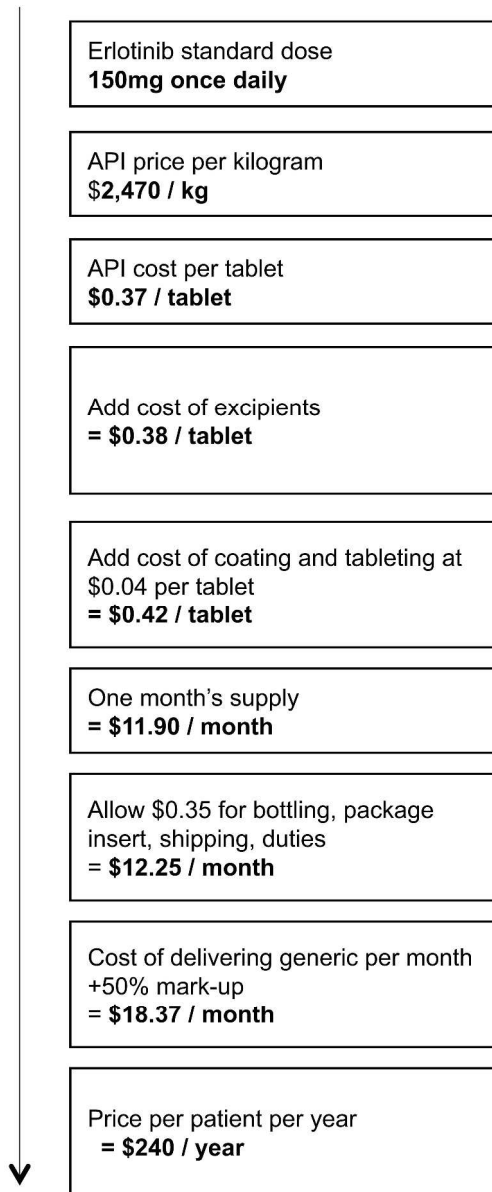 Erlotinib standard dose
150mg once daily
API price per kilogram
$2,470 / kg
API cost per tablet
$0.37 / tablet
Add cost of excipients
= $0.38 / tablet
Add cost of coating and tableting at
$0.04 per tablet
= $0.42 / tablet
One month’s supply
= $11.90 / month
Allow $0.35 for bottling, package
insert, shipping, duties
= $12.25 / month
Cost of delivering generic per month
+50% mark-up
= $18.37 / month
Price per patient per year
= $240 / year